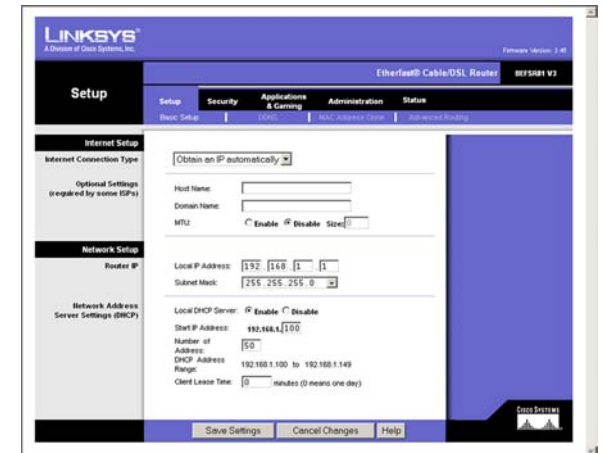 LINKSYS®
A Division of Cisco Systems, Inc.
Firmware Version: 2.41
Etherfast® Cable/DSL Router
BEFSR81 V3
Setup
Setup Security Applications & Gaming Administration Status
Basic Setup | DDNS | MAC Address Clone | Advanced Routing
Internet Setup
Internet Connection Type
Obtain an IP automatically
Optional Settings
(required by some ISPs)
Host Name:
Domain Name:
MTU: Enable Disable Size: 0
Network Setup
Router IP
Local IP Address: 192 . 168 . 1 . 1
Subnet Mask: 255.255.255.0
Network Address
Server Settings (DHCP)
Local DHCP Server: Enable Disable
Start IP Address: 192.168.1. 100
Number of
Address: 50
DHCP Address
Range: 192.168.1.100 to 192.168.1.149
Client Lease Time: 0 minutes (0 means one day)
Save Settings Cancel Changes Help
CISCO SYSTEMS